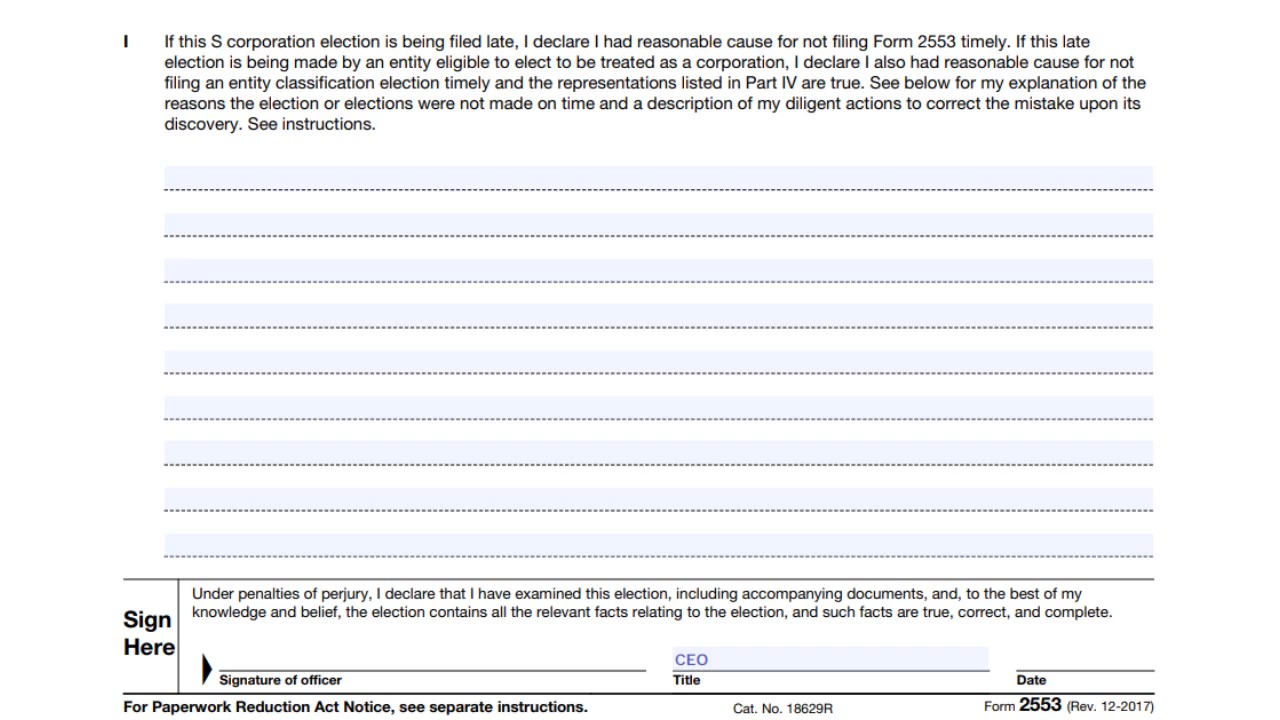 I If this S corporation election is being filed late, I declare I had reasonable cause for not filing Form 2553 timely. If this late
election is being made by an entity eligible to elect to be treated as a corporation, I declare I also had reasonable cause for not
filing an entity classification election timely and the representations listed in Part IV are true. See below for my explanation of the
reasons the election or elections were not made on time and a description of my diligent actions to correct the mistake upon its
discovery. See instructions.
Under penalties of perjury, I declare that I have examined this election, including accompanying documents, and, to the best of my
knowledge and belief, the election contains all the relevant facts relating to the election, and such facts are true, correct, and complete.
Sign
Here
CEO
Signature of officer Title Date
For Paperwork Reduction Act Notice, see separate instructions. Cat. No. 18629R Form 2553 (Rev. 12-2017)